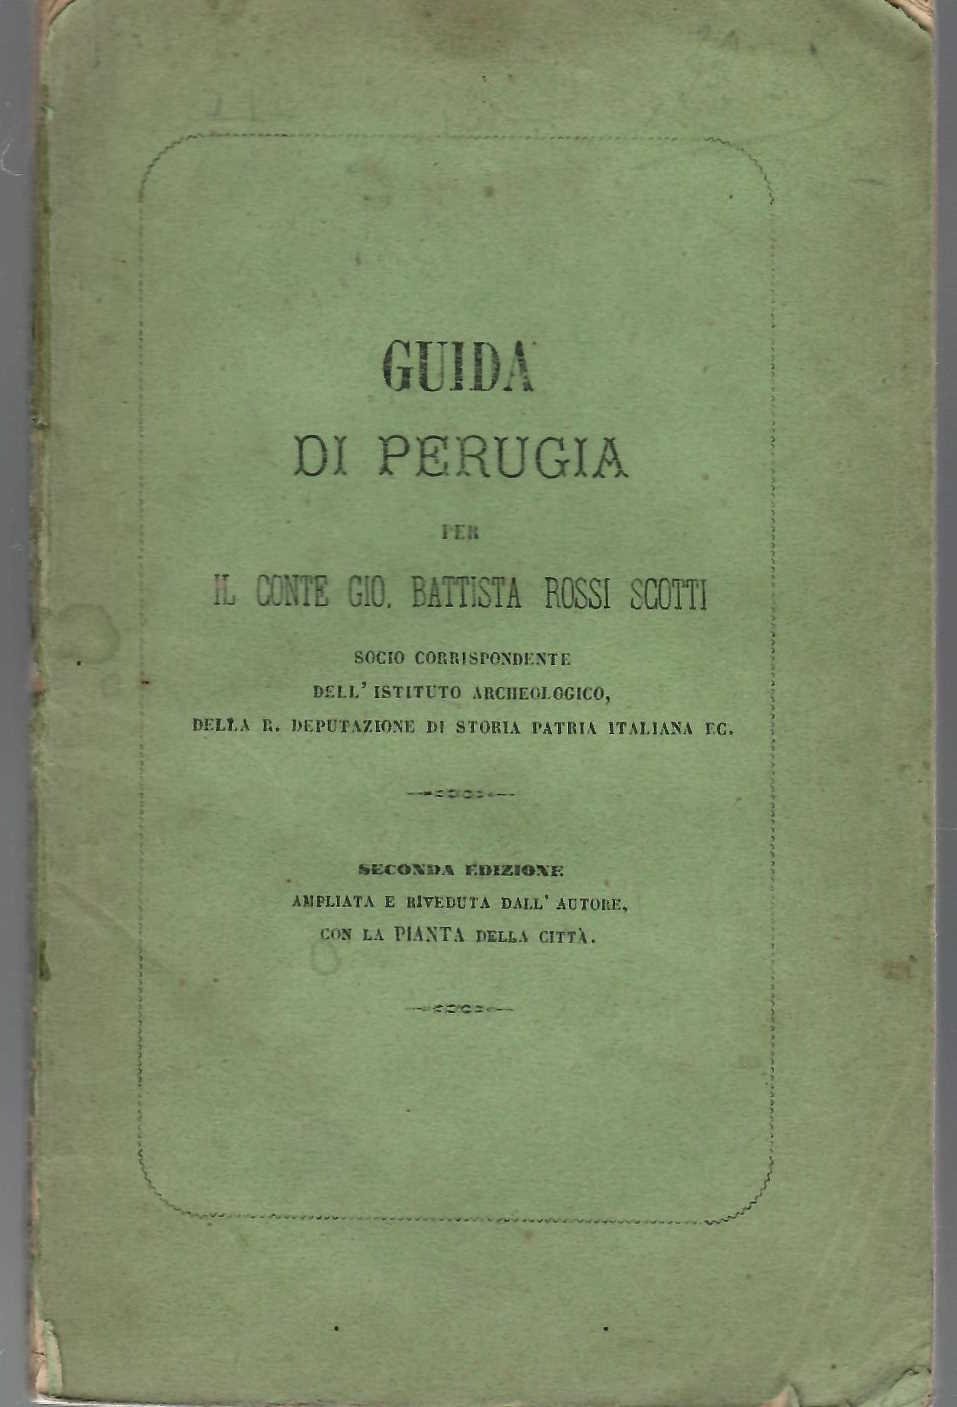 GUIDA
DI PERUGIA
PER
IL CONTE GIO. BATTISTA ROSSI SCOTTI
SOCIO CORRISPONDENTE
DELL' ISTITUTO ARCHEOLOGICO,
DELLA R. DEPUTAZIONE DI STORIA PATRIA ITALIANA EC.
SECONDA EDIZIONE
AMPLIATA E RIVEDUTA DALL' AUTORE,
CON LA PIANTA DELLA CITTÀ.